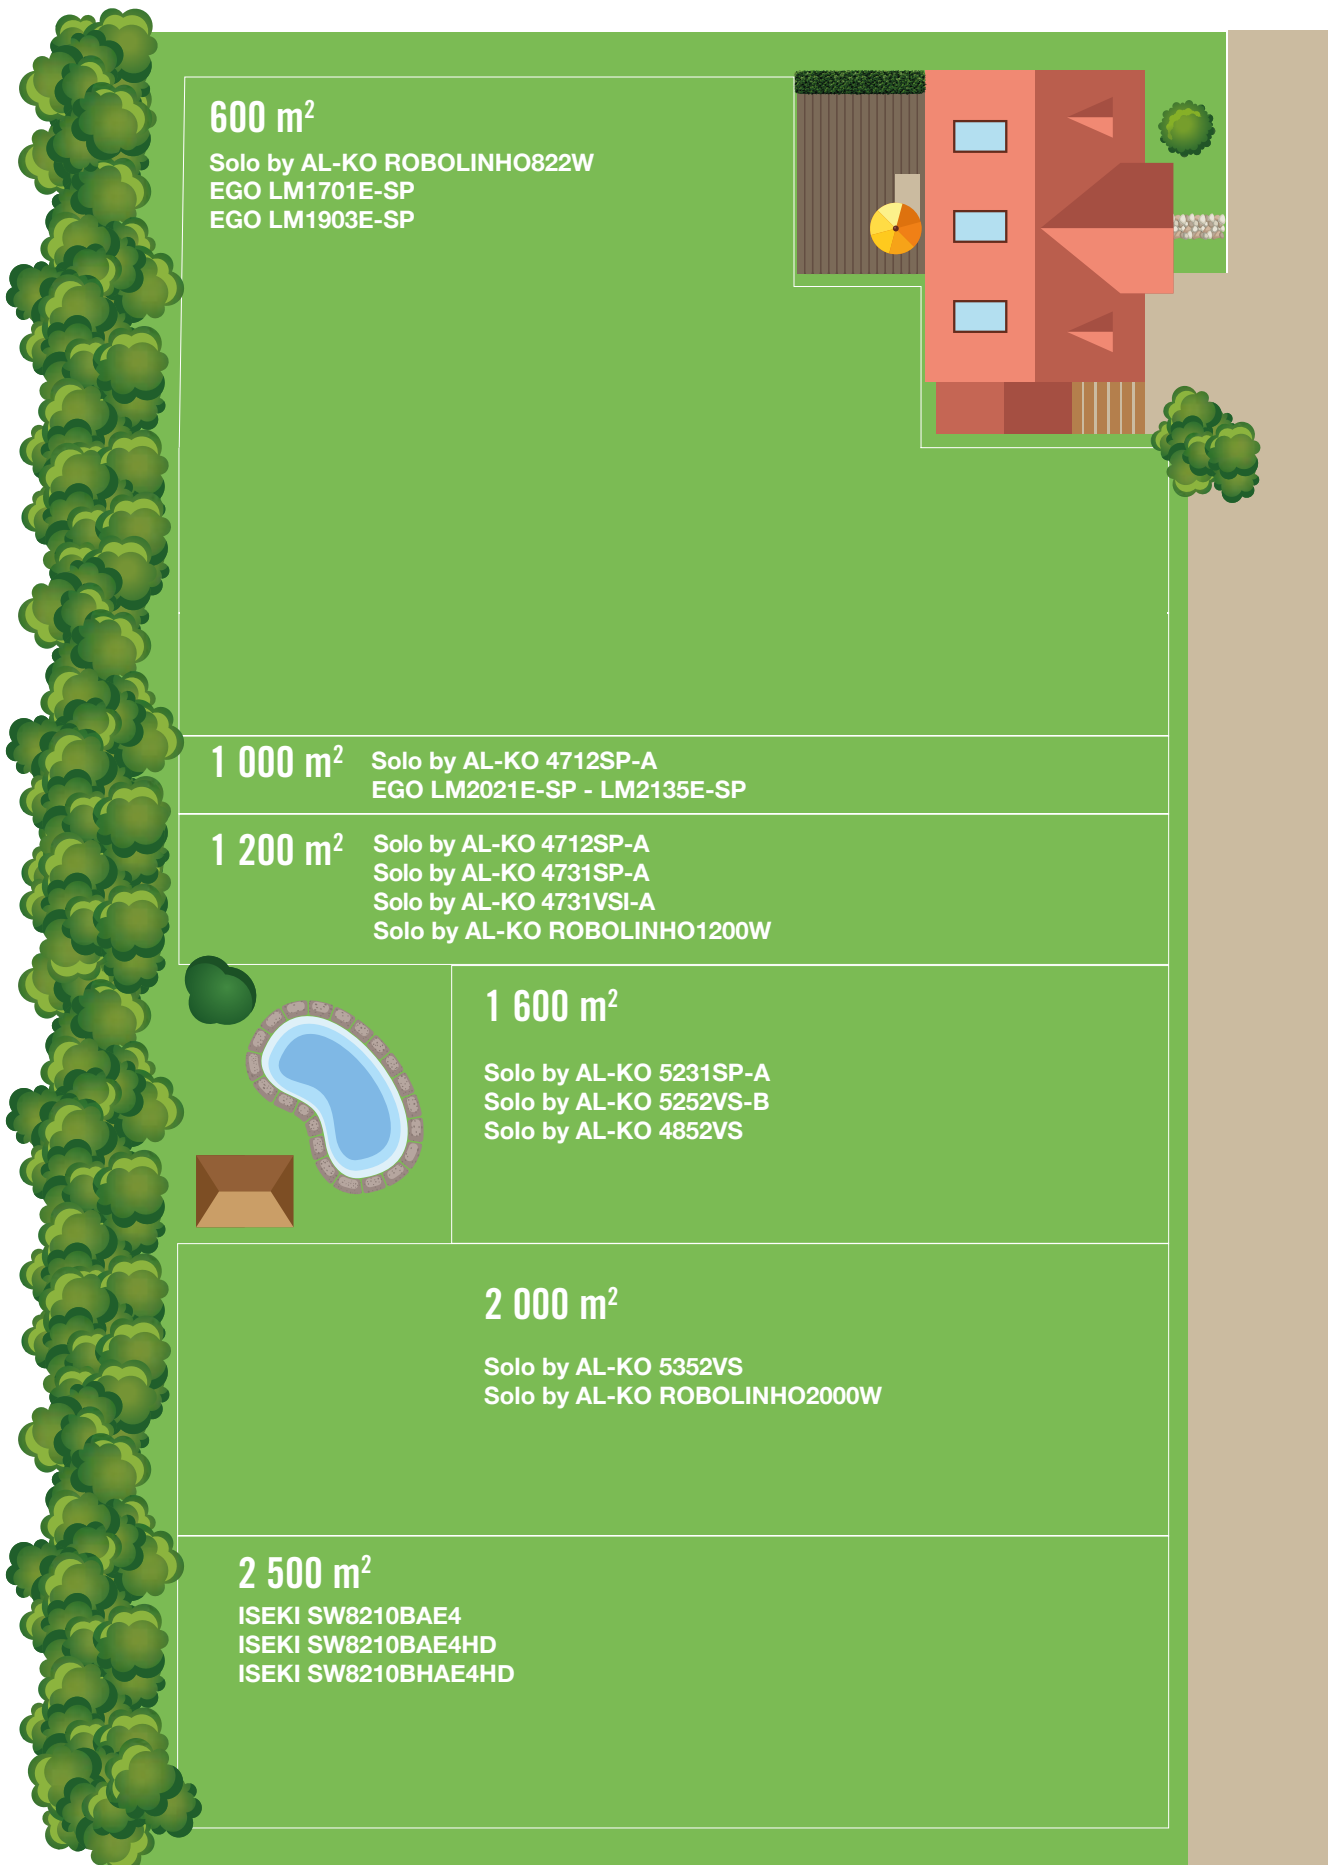 600 m²
Solo by AL-KO ROBOLINHO822W
EGO LM1701E-SP
EGO LM1903E-SP
1 000 m²
Solo by AL-KO 4712SP-A
EGO LM2021E-SP - LM2135E-SP
1 200 m²
Solo by AL-KO 4712SP-A
Solo by AL-KO 4731SP-A
Solo by AL-KO 4731VSI-A
Solo by AL-KO ROBOLINHO1200W
1 600 m²
Solo by AL-KO 5231SP-A
Solo by AL-KO 5252VS-B
Solo by AL-KO 4852VS
2 000 m²
Solo by AL-KO 5352VS
Solo by AL-KO ROBOLINHO2000W
2 500 m²
ISEKI SW8210BAE4
ISEKI SW8210BAE4HD
ISEKI SW8210BHAE4HD